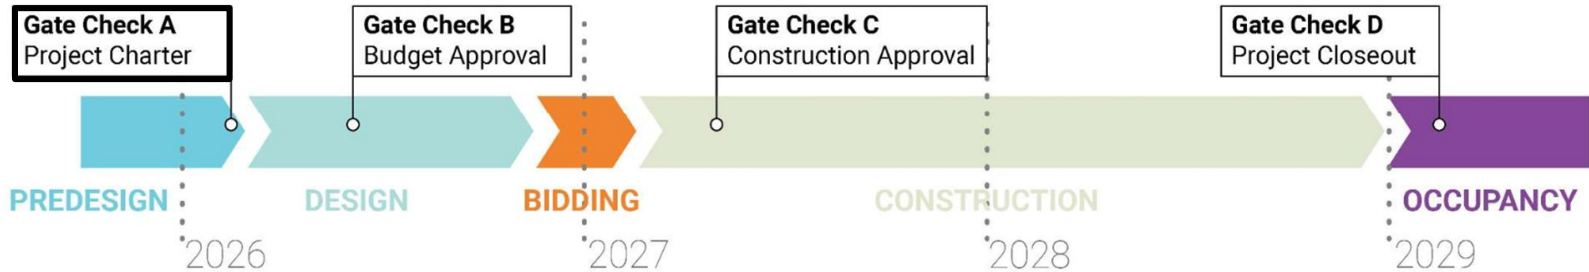 Gate Check A
Project Charter
Gate Check B
Budget Approval
Gate Check C
Construction Approval
Gate Check D
Project Closeout
PREDESIGN
DESIGN
BIDDING
CONSTRUCTION
OCCUPANCY
2026
2027
2028
2029